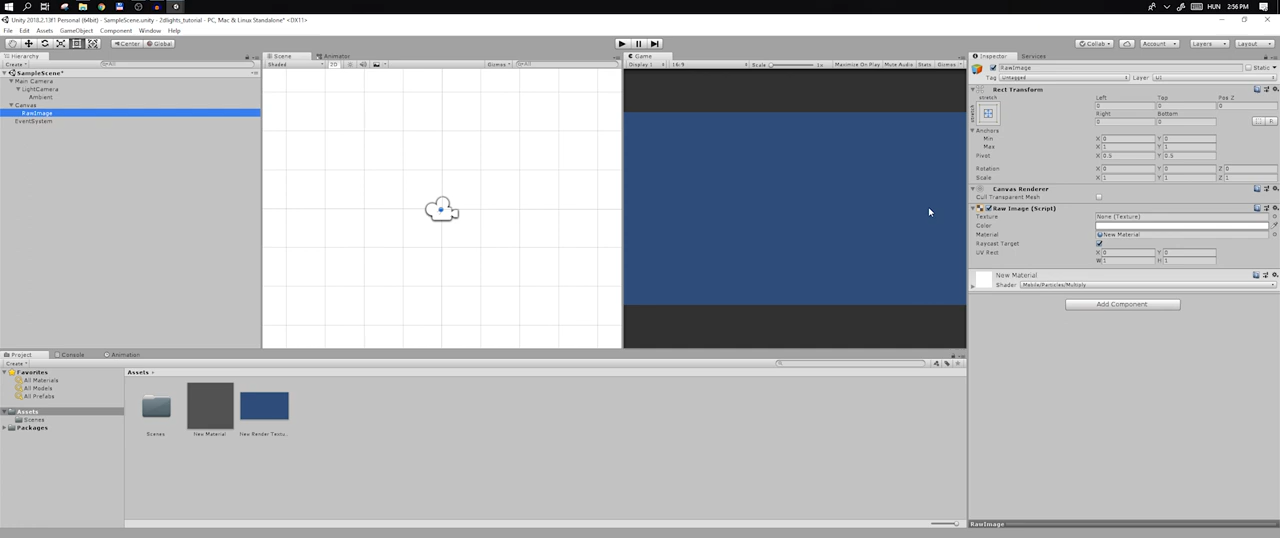 HUN 2:56 PM
Unity 2018.2.13f1 Personal (64bit) - SampleScene.unity - 2dlights_tutorial - PC, Mac & Linux Standalone* <DX11>
File Edit Assets GameObject Component Window Help
Center Global Collab Account Layers Layout
Hierarchy
Create
SampleScene*
Main Camera
LightCamera
Ambient
Canvas
RawImage
EventSystem
Scene Animator
Shaded 2D Gizmos
Game
Display 1 16:9 Scale 1x Maximize On Play Mute Audio Stats Gizmos
Inspector Services
RawImage Static
Tag Untagged Layer UI
Rect Transform
stretch Left Top Pos Z
0 0 0
stretch
Right Bottom
0 0 R
Anchors
Min X 0 Y 0
Max X 1 Y 1
Pivot X 0.5 Y 0.5
Rotation X 0 Y 0 Z 0
Scale X 1 Y 1 Z 1
Canvas Renderer
Cull Transparent Mesh
Raw Image (Script)
Texture None (Texture)
Color
Material New Material
Raycast Target
UV Rect X 0 Y 0
W 1 H 1
New Material
Shader Mobile/Particles/Multiply
Add Component
Project Console Animation
Create
Favorites
All Materials
All Models
All Prefabs
Assets
Scenes
Packages
Assets
Scenes New Material New Render Textu...
RawImage